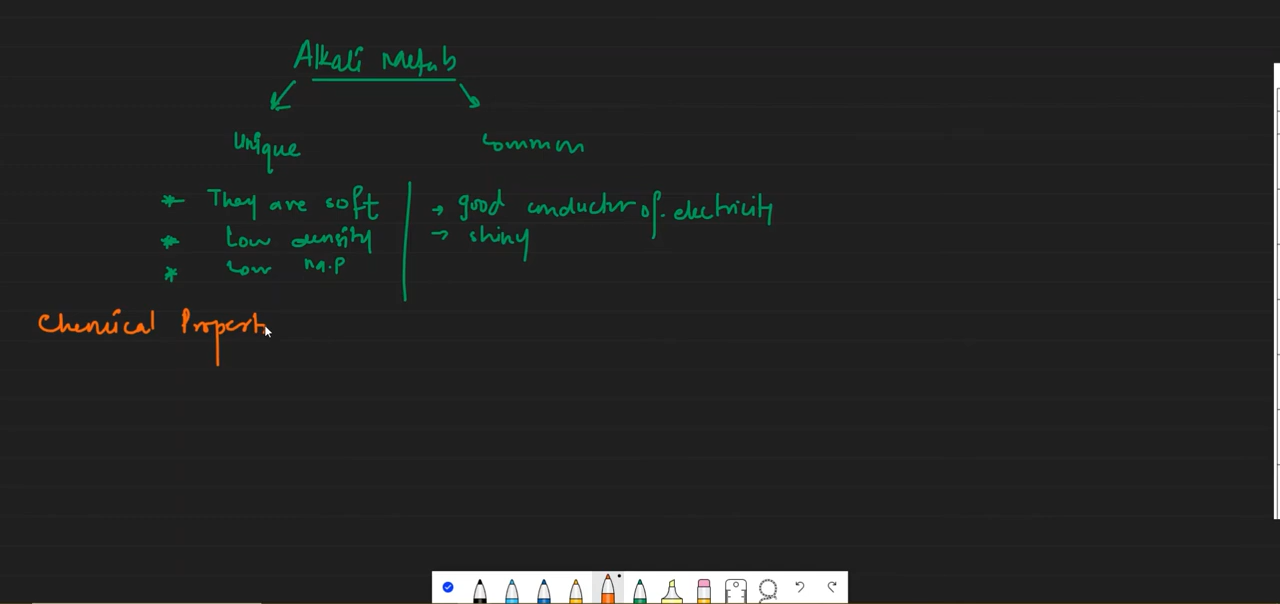 Alkali Metals
Unique
Common
* They are soft
* Low density
* Low m.p
→ good conductor of electricity
→ shiny
Chemical Propert